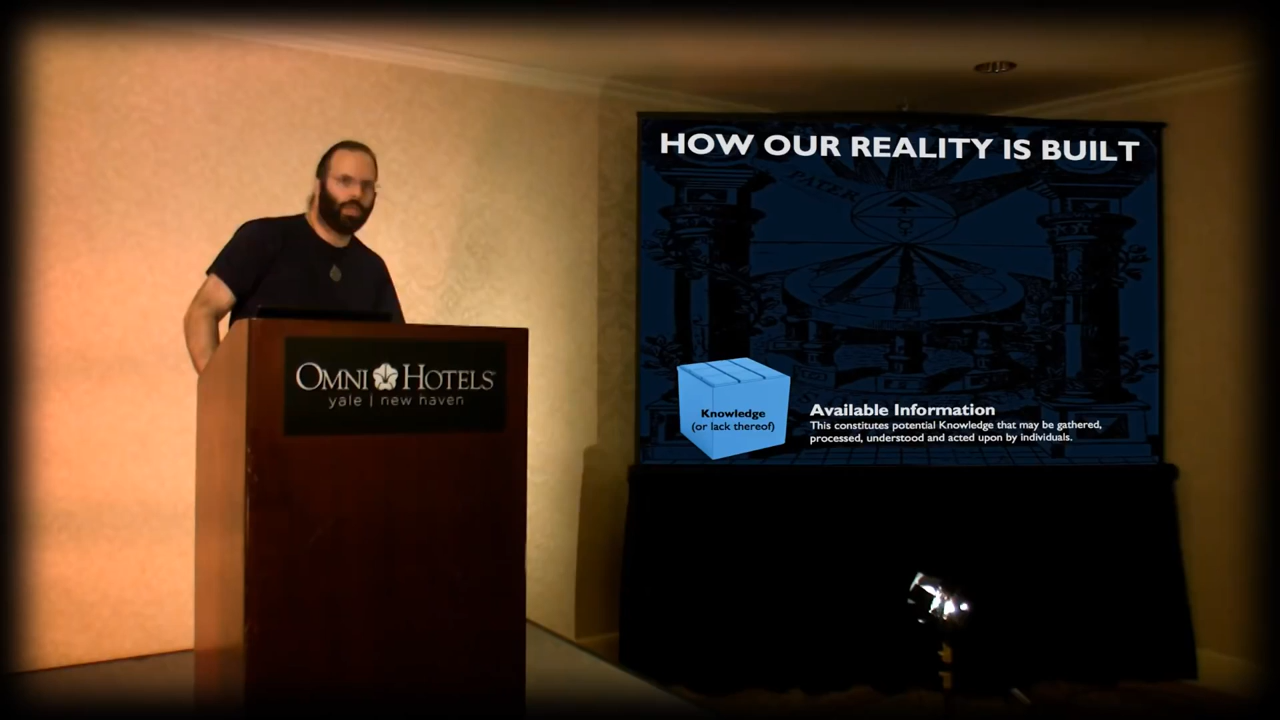 HOW OUR REALITY IS BUILT
PATER
Knowledge
(or lack thereof)
Available Information
This constitutes potential Knowledge that may be gathered,
processed, understood and acted upon by individuals.
OMNI HOTELS
yale | new haven